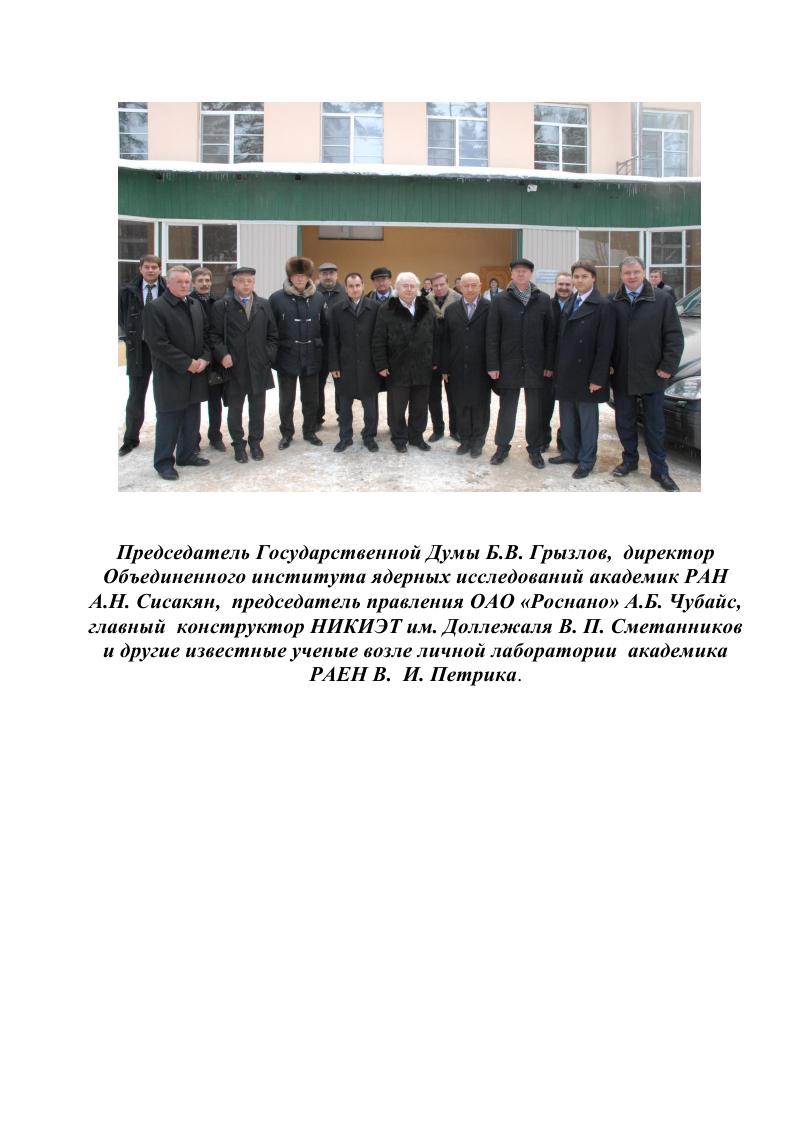 Председатель Государственной Думы Б.В. Грызлов, директор
Объединенного института ядерных исследований академик РАН
А.Н. Сисакян, председатель правления ОАО «Роснано» А.Б. Чубайс,
главный конструктор НИКИЭТ им. Доллежаля В. П. Сметанников
и другие известные ученые возле личной лаборатории академика
РАЕН В. И. Петрика.